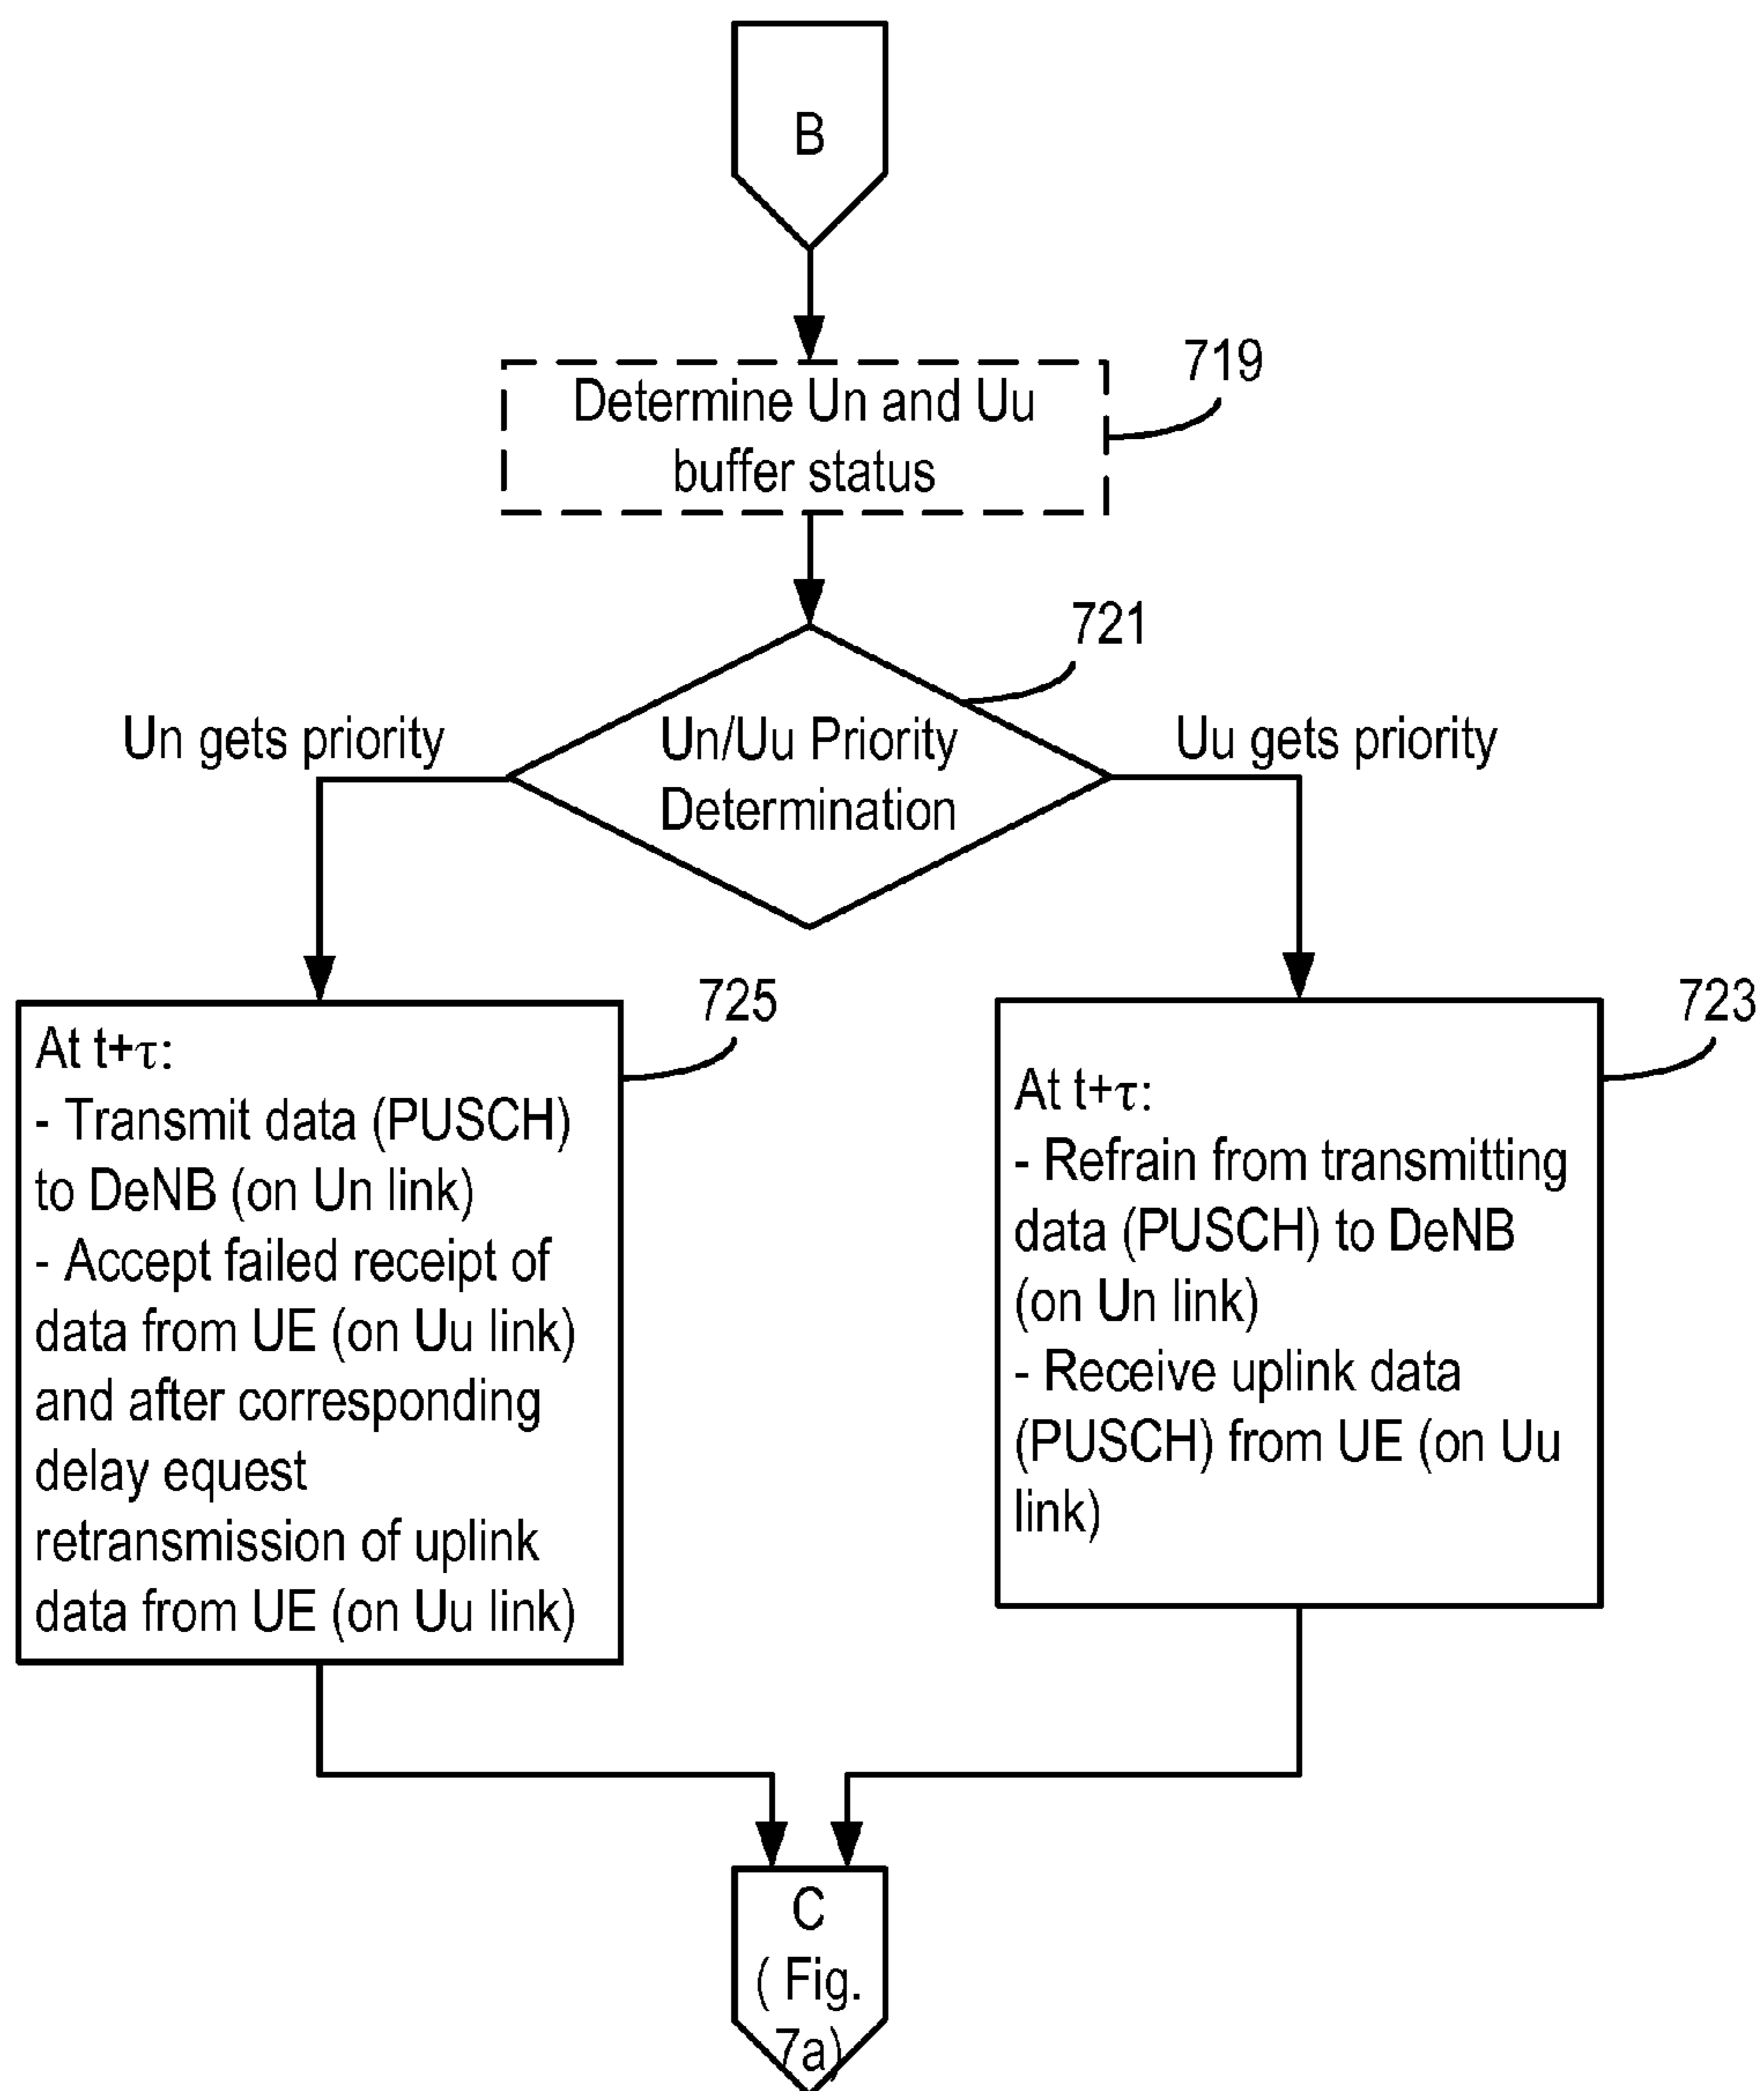 B
Determine Un and Uu
buffer status
719
721
Un gets priority
Un/Uu Priority
Determination
Uu gets priority
725
At t+τ:
- Transmit data (PUSCH)
to DeNB (on Un link)
- Accept failed receipt of
data from UE (on Uu link)
and after corresponding
delay equest
retransmission of uplink
data from UE (on Uu link)
723
At t+τ:
- Refrain from transmitting
data (PUSCH) to DeNB
(on Un link)
- Receive uplink data
(PUSCH) from UE (on Uu
link)
C
( Fig.
7a)